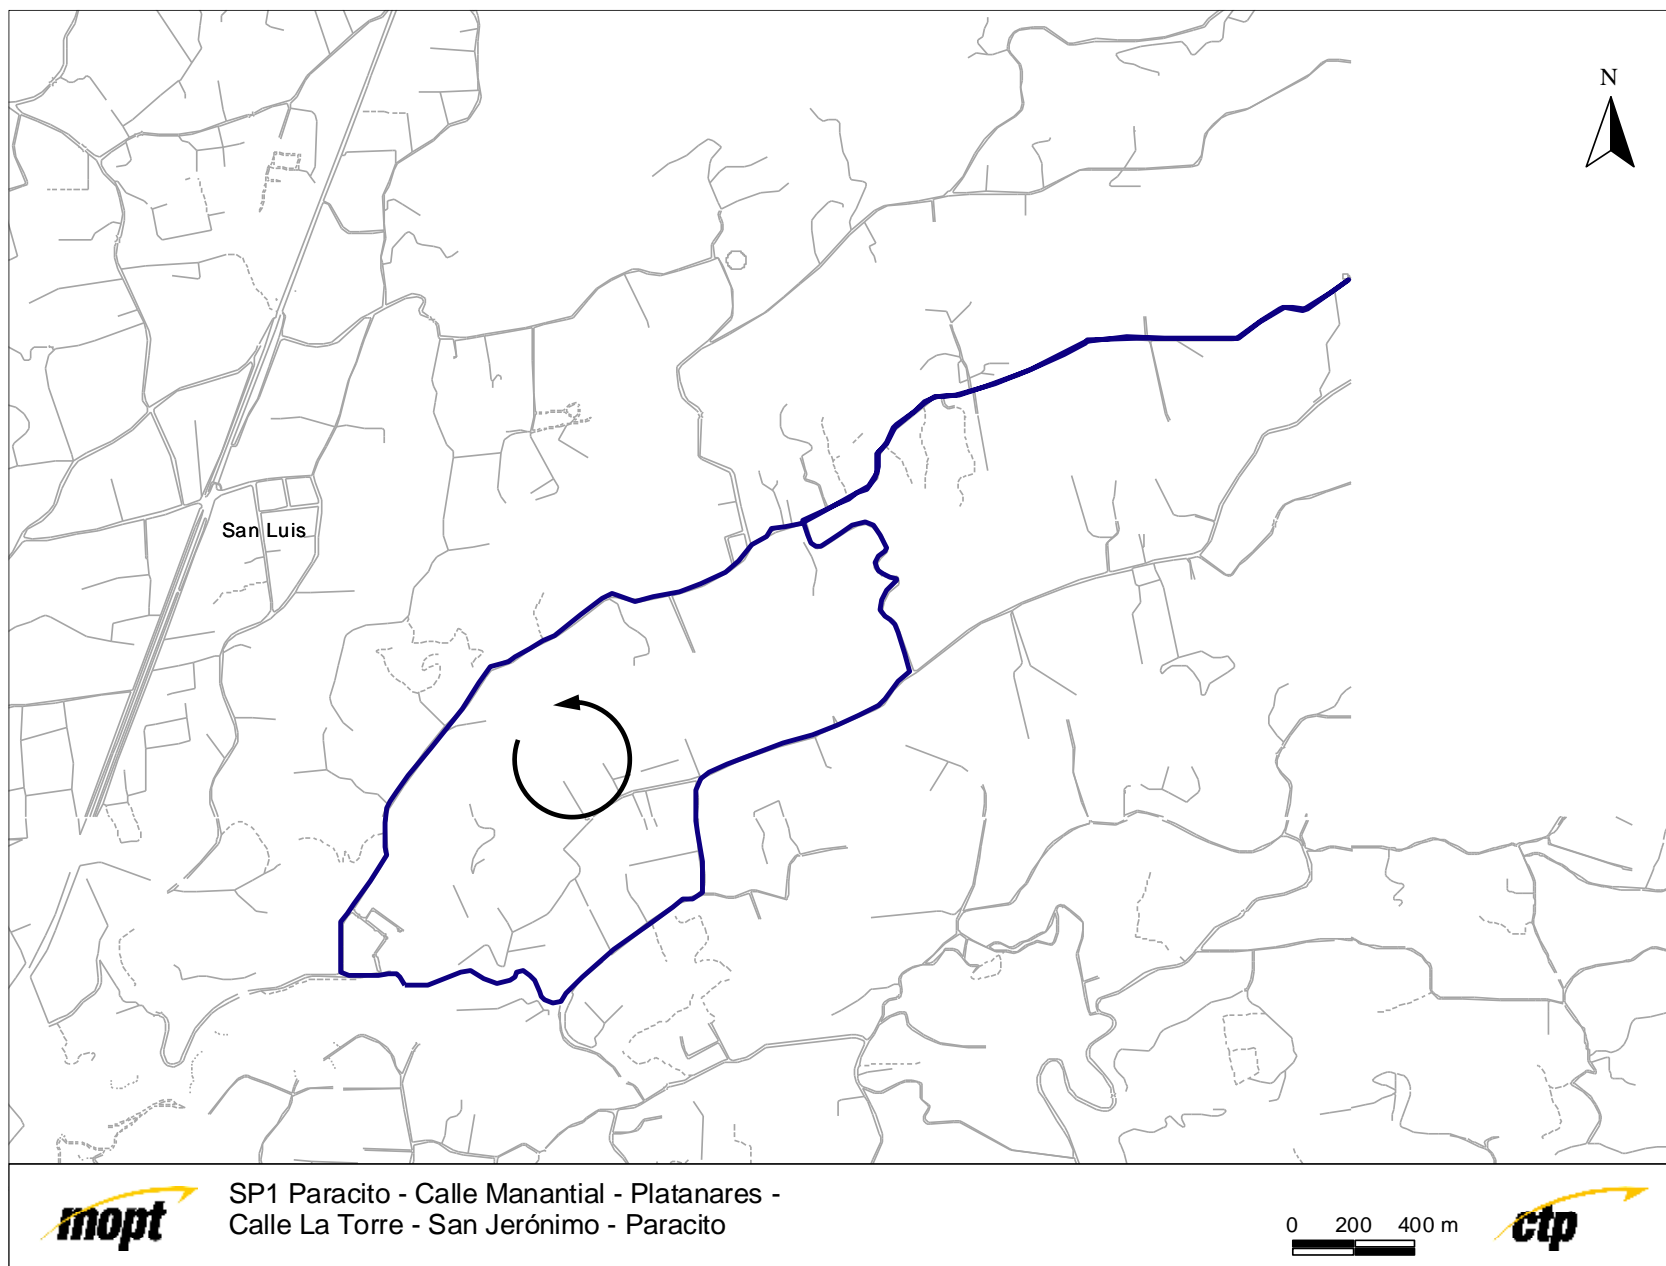 N
San Luis
mopt
SP1 Paracito - Calle Manantial - Platanares -
Calle La Torre - San Jerónimo - Paracito
0 200 400 m
ctp